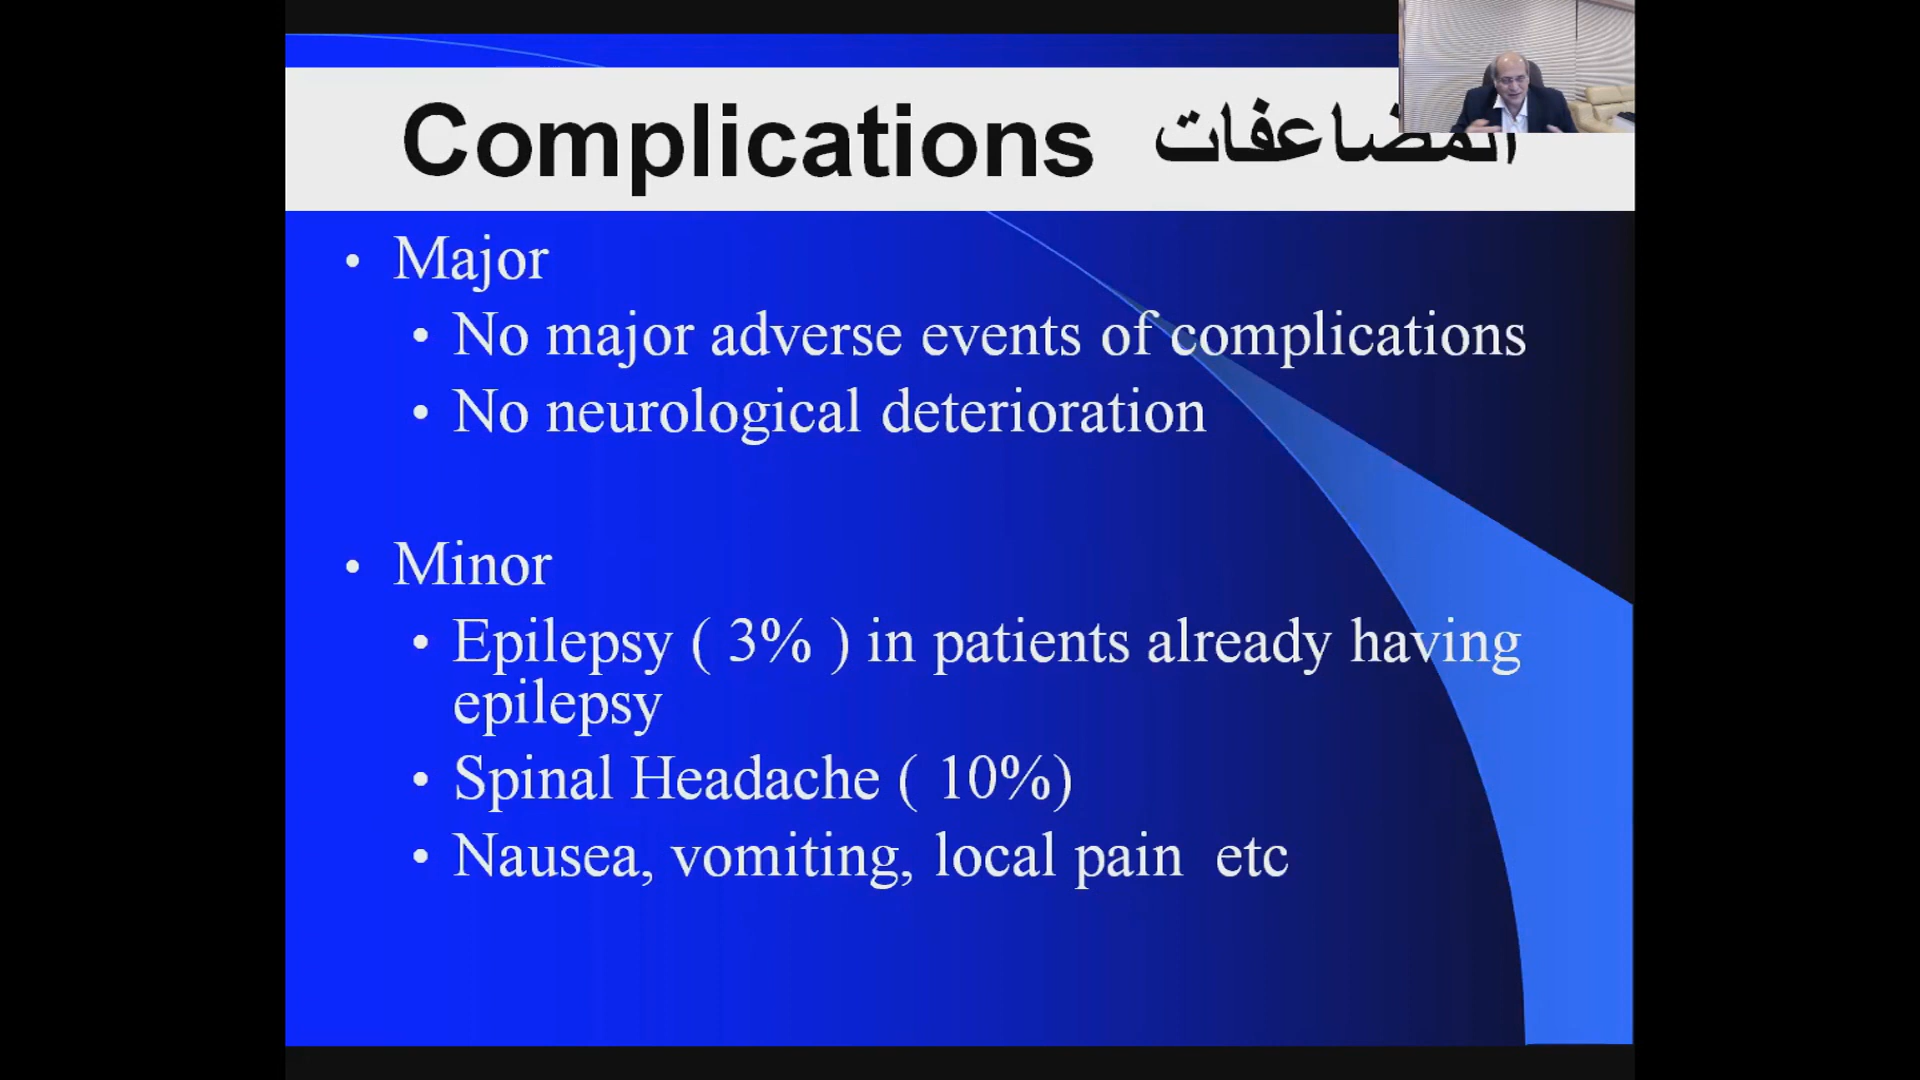 Complications المضاعفات
• Major
• No major adverse events of complications
• No neurological deterioration
• Minor
• Epilepsy ( 3% ) in patients already having
epilepsy
• Spinal Headache ( 10%)
• Nausea, vomiting, local pain etc